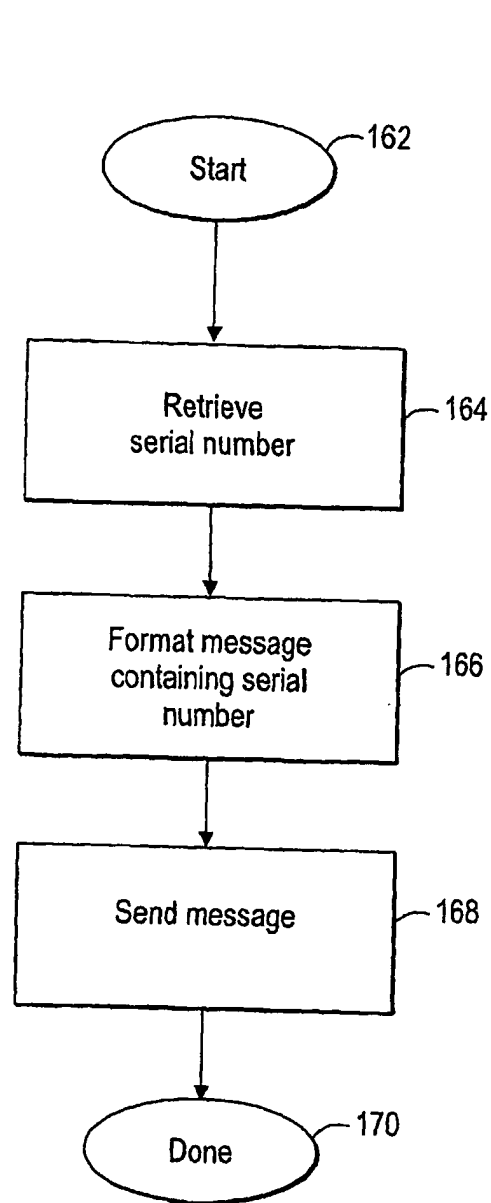 Start
162
Retrieve
serial number
164
Format message
containing serial
number
166
Send message
168
Done
170